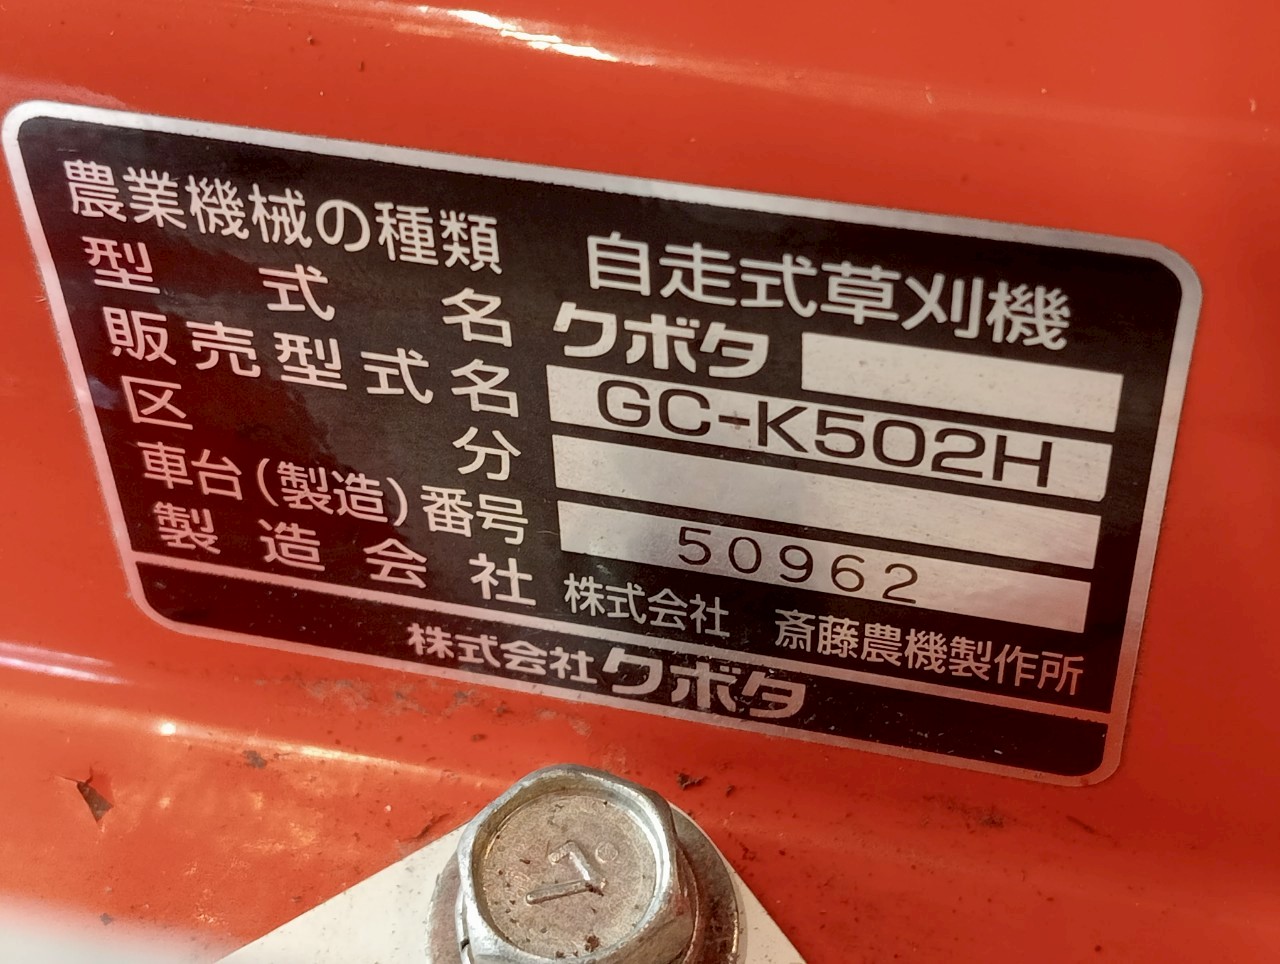 農業機械の種類 自走式草刈機
型式名 クボタ
販売型式名 GC-K502H
区分
車台(製造)番号 50962
製造会社 株式会社 斎藤農機製作所
株式会社クボタ
7